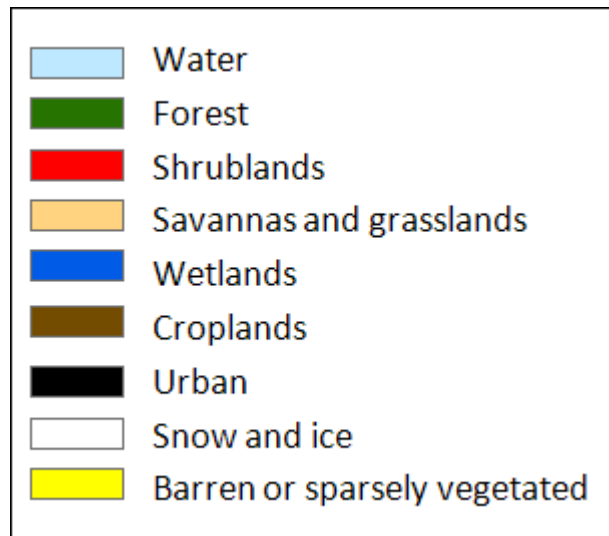 Water
Forest
Shrublands
Savannas and grasslands
Wetlands
Croplands
Urban
Snow and ice
Barren or sparsely vegetated